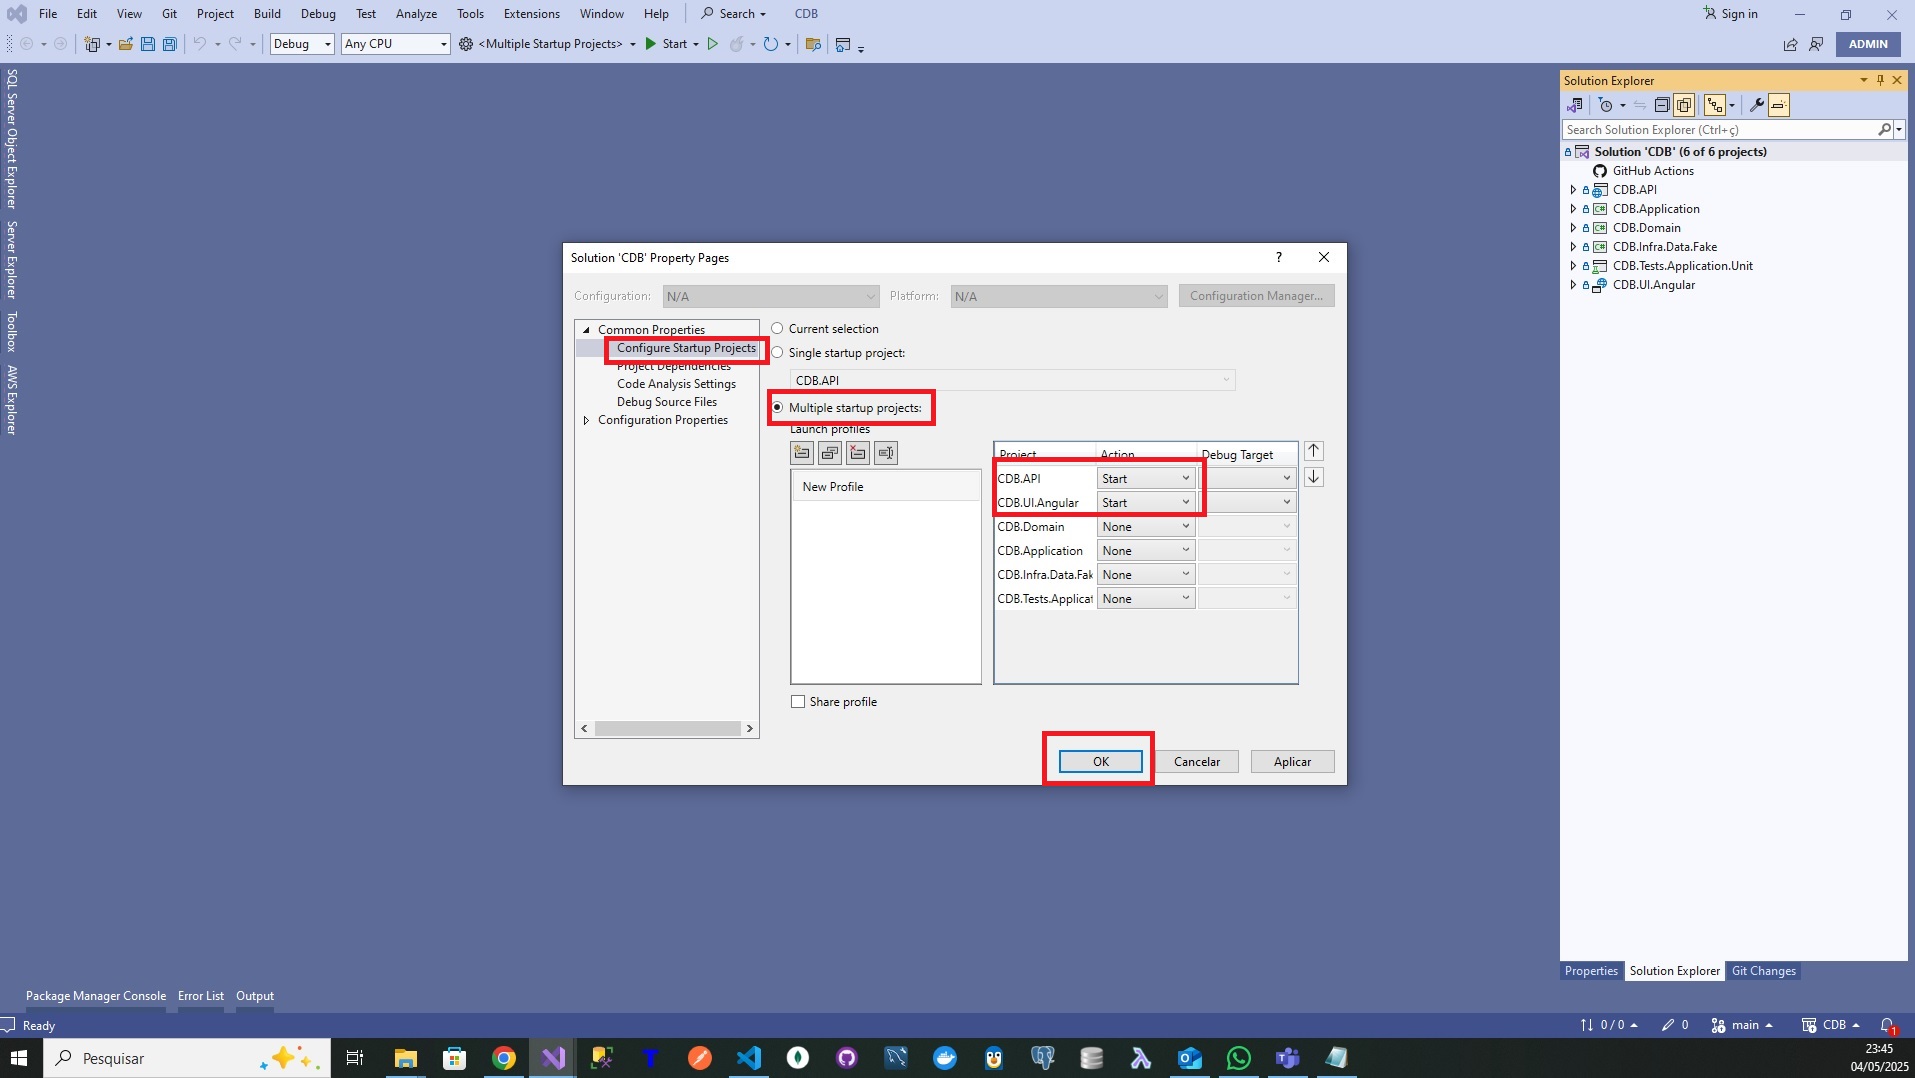 File Edit View Git Project Build Debug Test Analyze Tools Extensions Window Help Search CDB Sign in
Debug Any CPU <Multiple Startup Projects> Start Start ADMIN
SQL Server Object Explorer
Server Explorer
Toolbox
AWS Explorer
Solution 'CDB' Property Pages ?
Configuration: N/A Platform: N/A Configuration Manager...
Common Properties
Configure Startup Projects
Project Dependencies
Code Analysis Settings
Debug Source Files
Configuration Properties
Current selection
Single startup project:
CDB.API
Multiple startup projects:
Launch profiles
New Profile
Project Action Debug Target
CDB.API Start
CDB.UI.Angular Start
CDB.Domain None
CDB.Application None
CDB.Infra.Data.Fak None
CDB.Tests.Applicat None
Share profile
OK Cancelar Aplicar
Solution Explorer
Search Solution Explorer (Ctrl+ç)
Solution 'CDB' (6 of 6 projects)
GitHub Actions
CDB.API
C# CDB.Application
C# CDB.Domain
C# CDB.Infra.Data.Fake
CDB.Tests.Application.Unit
CDB.UI.Angular
Properties Solution Explorer Git Changes
Package Manager Console Error List Output
Ready 0 / 0 0 main CDB 1
Pesquisar
23:45
04/05/2025